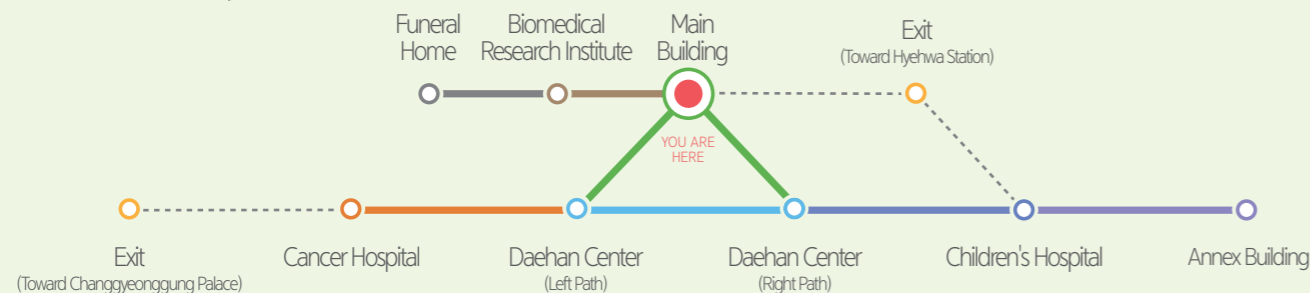 Funeral
Home
Biomedical
Research Institute
Main
Building
Exit
(Toward Hyehwa Station)
YOU ARE
HERE
Exit
(Toward Changgyeonggung Palace)
Cancer Hospital
Daehan Center
(Left Path)
Daehan Center
(Right Path)
Children's Hospital
Annex Building